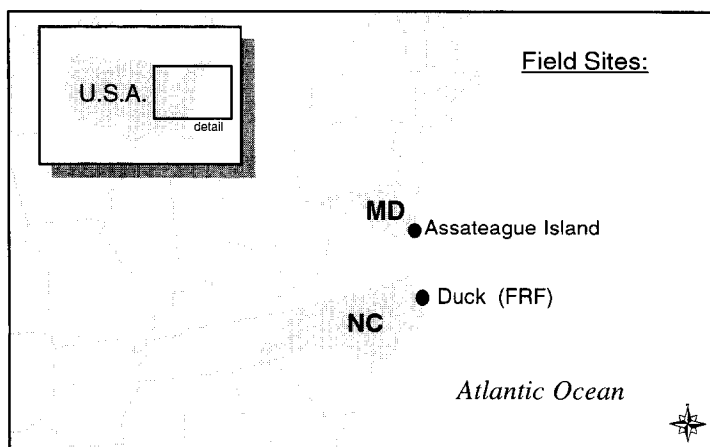 Field Sites:
U.S.A.
detail
MD
Assateague Island
Duck (FRF)
NC
Atlantic Ocean